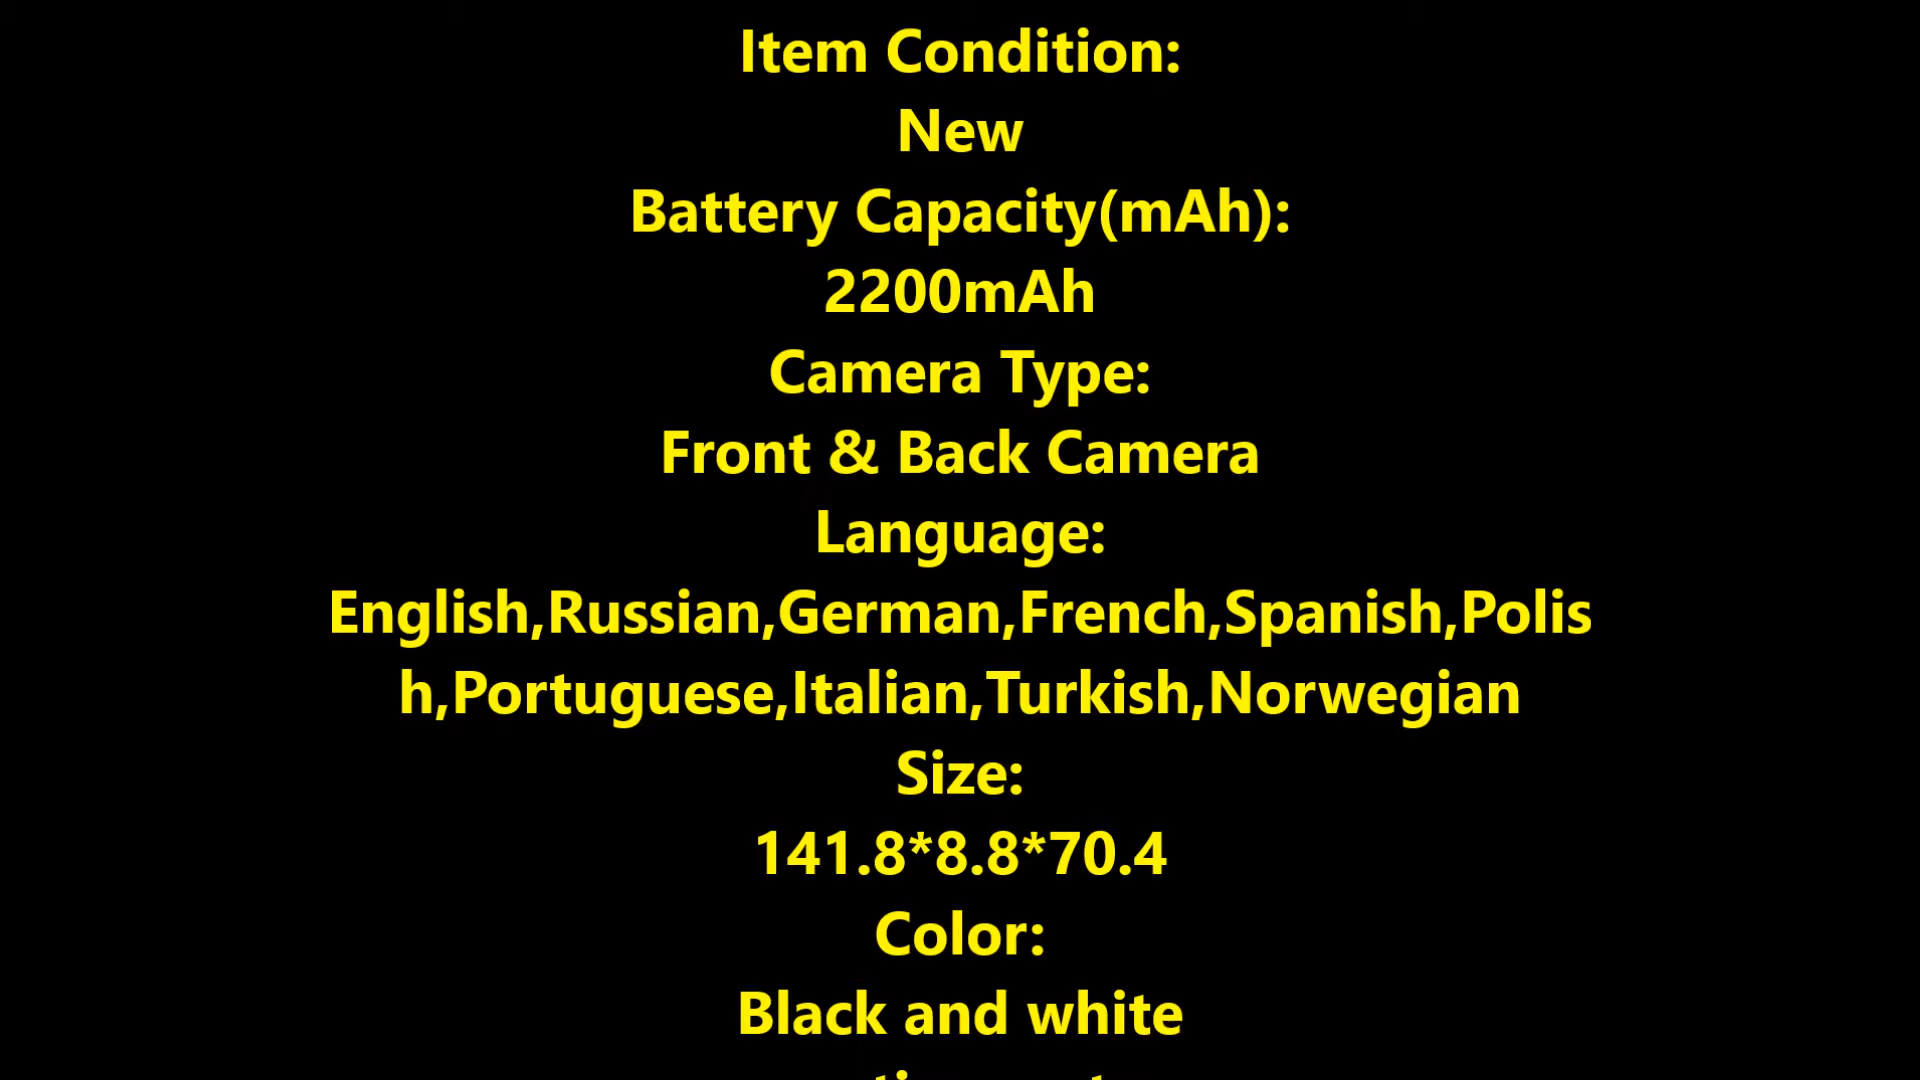 Item Condition:
New
Battery Capacity(mAh):
2200mAh
Camera Type:
Front & Back Camera
Language:
English,Russian,German,French,Spanish,Polis
h,Portuguese,Italian,Turkish,Norwegian
Size:
141.8*8.8*70.4
Color:
Black and white